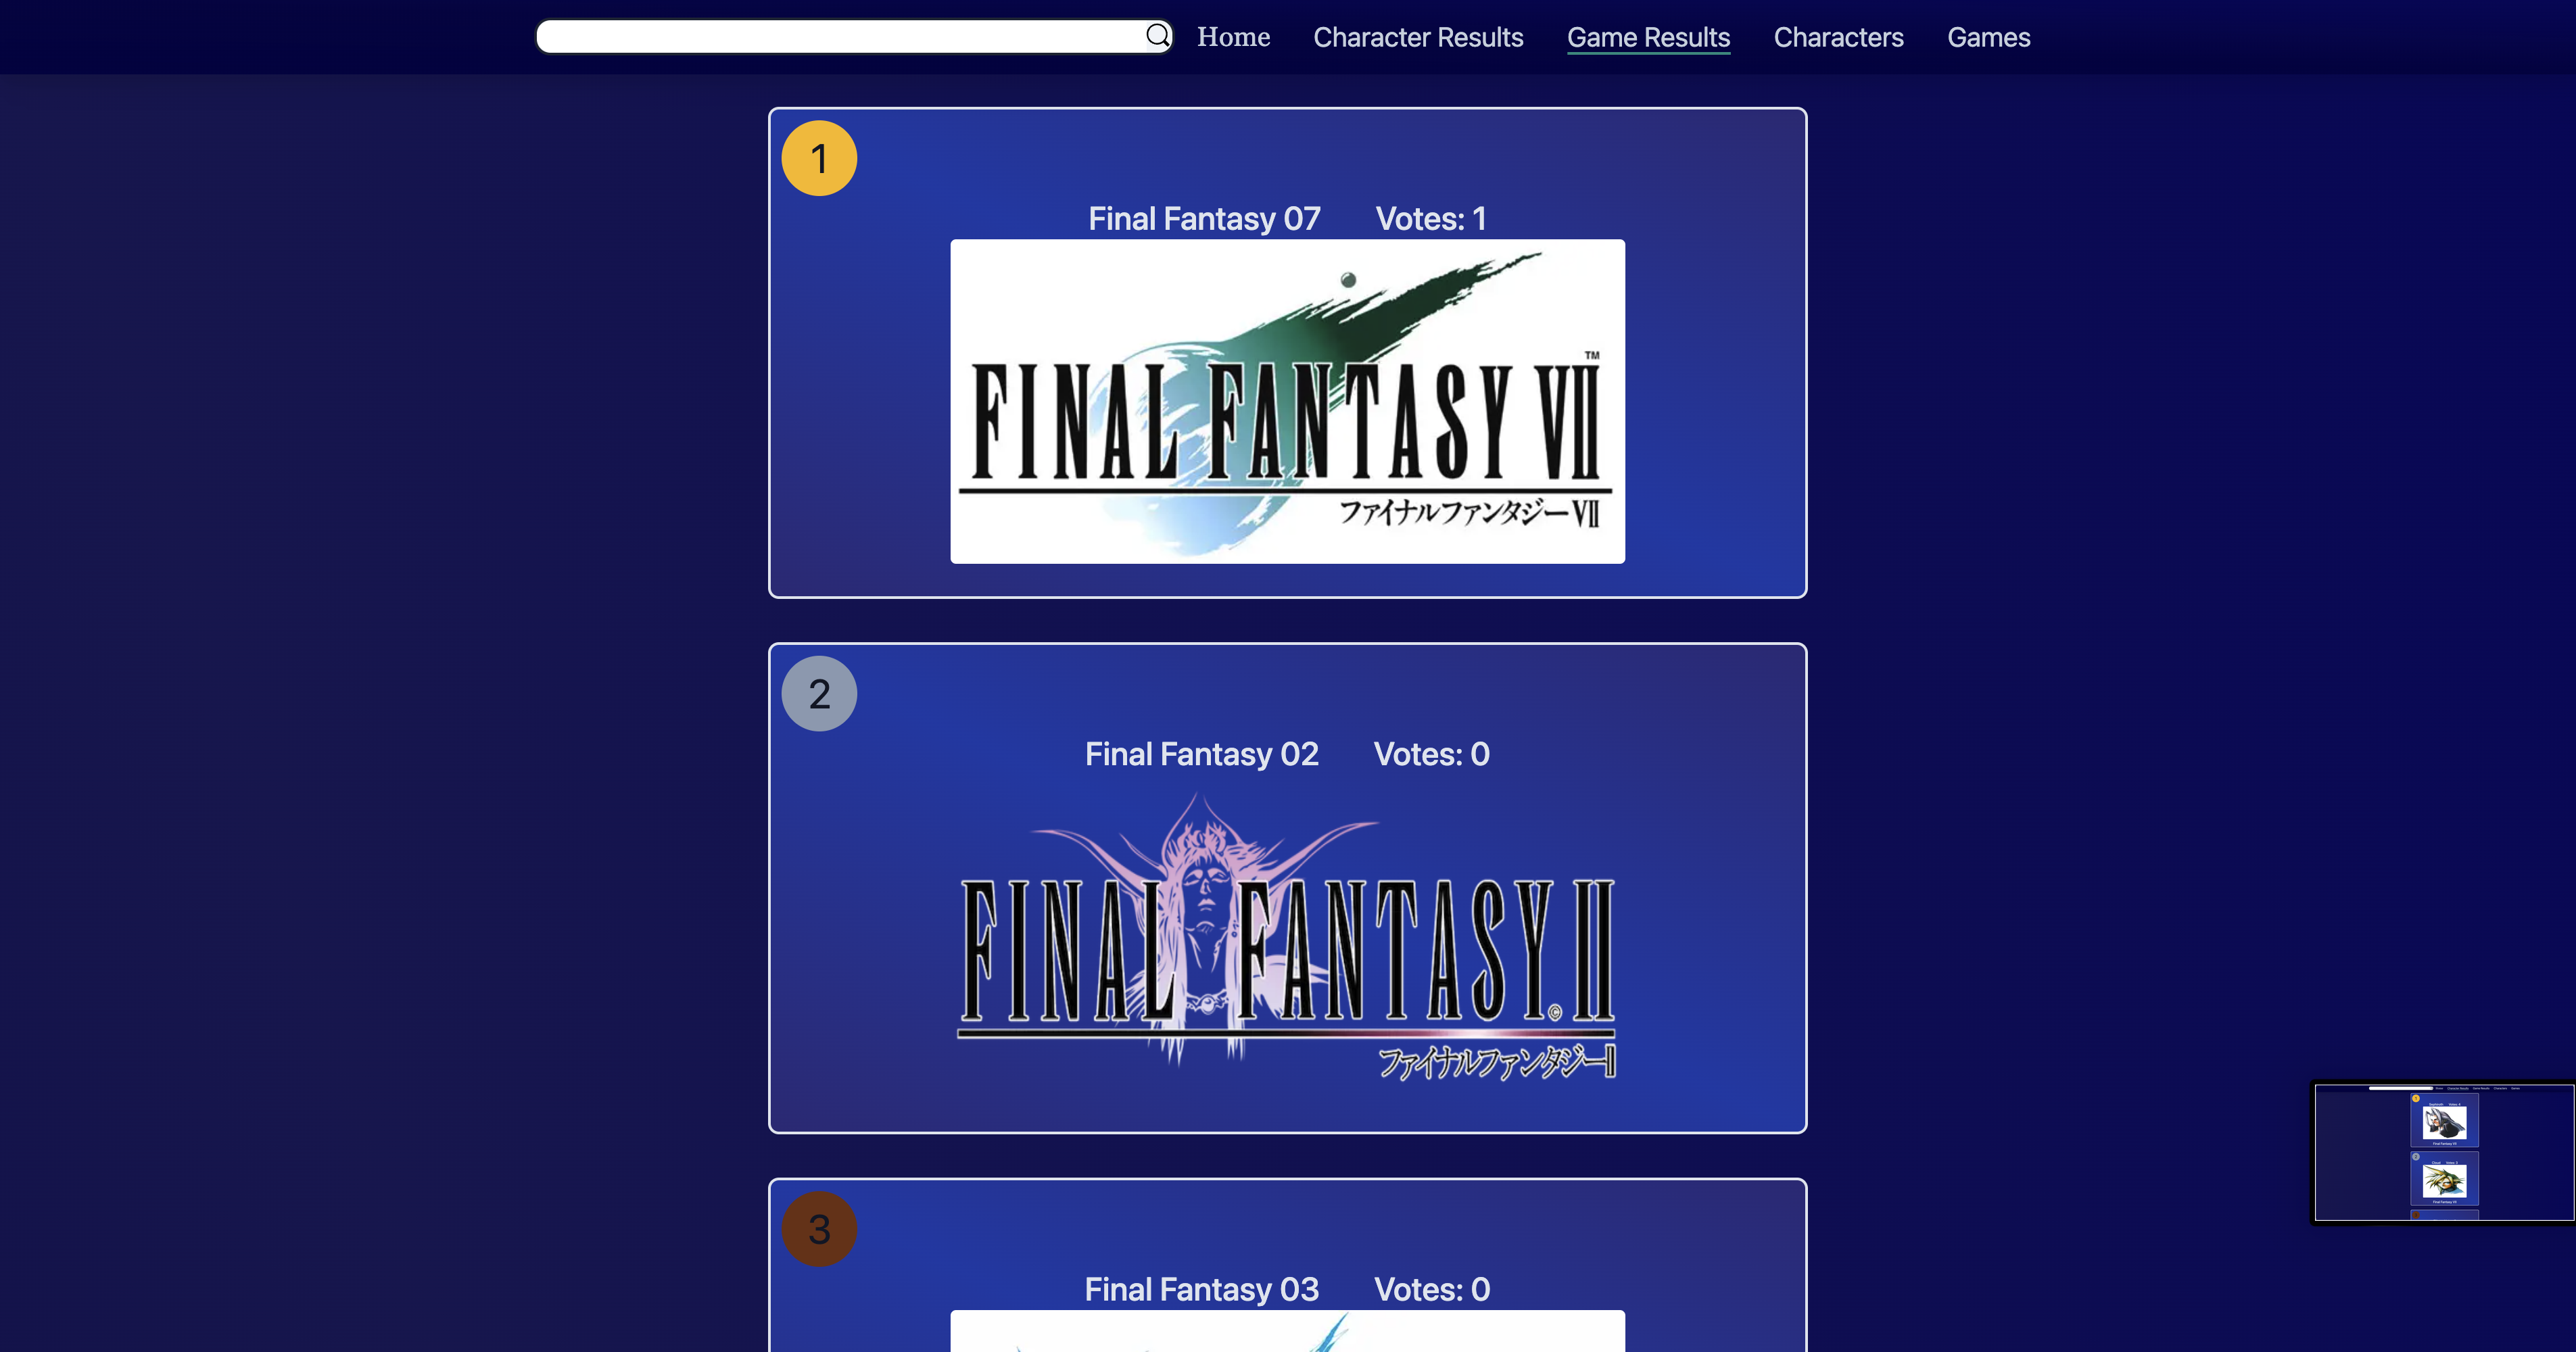 Home Character Results Game Results Characters Games
1
Final Fantasy 07 Votes: 1
TM
FINAL FANTASY VII
ファイナルファンタジーVII
2
Final Fantasy 02 Votes: 0
FINAL FANTASY.II
©
ファイナルファンタジーII
3
Final Fantasy 03 Votes: 0